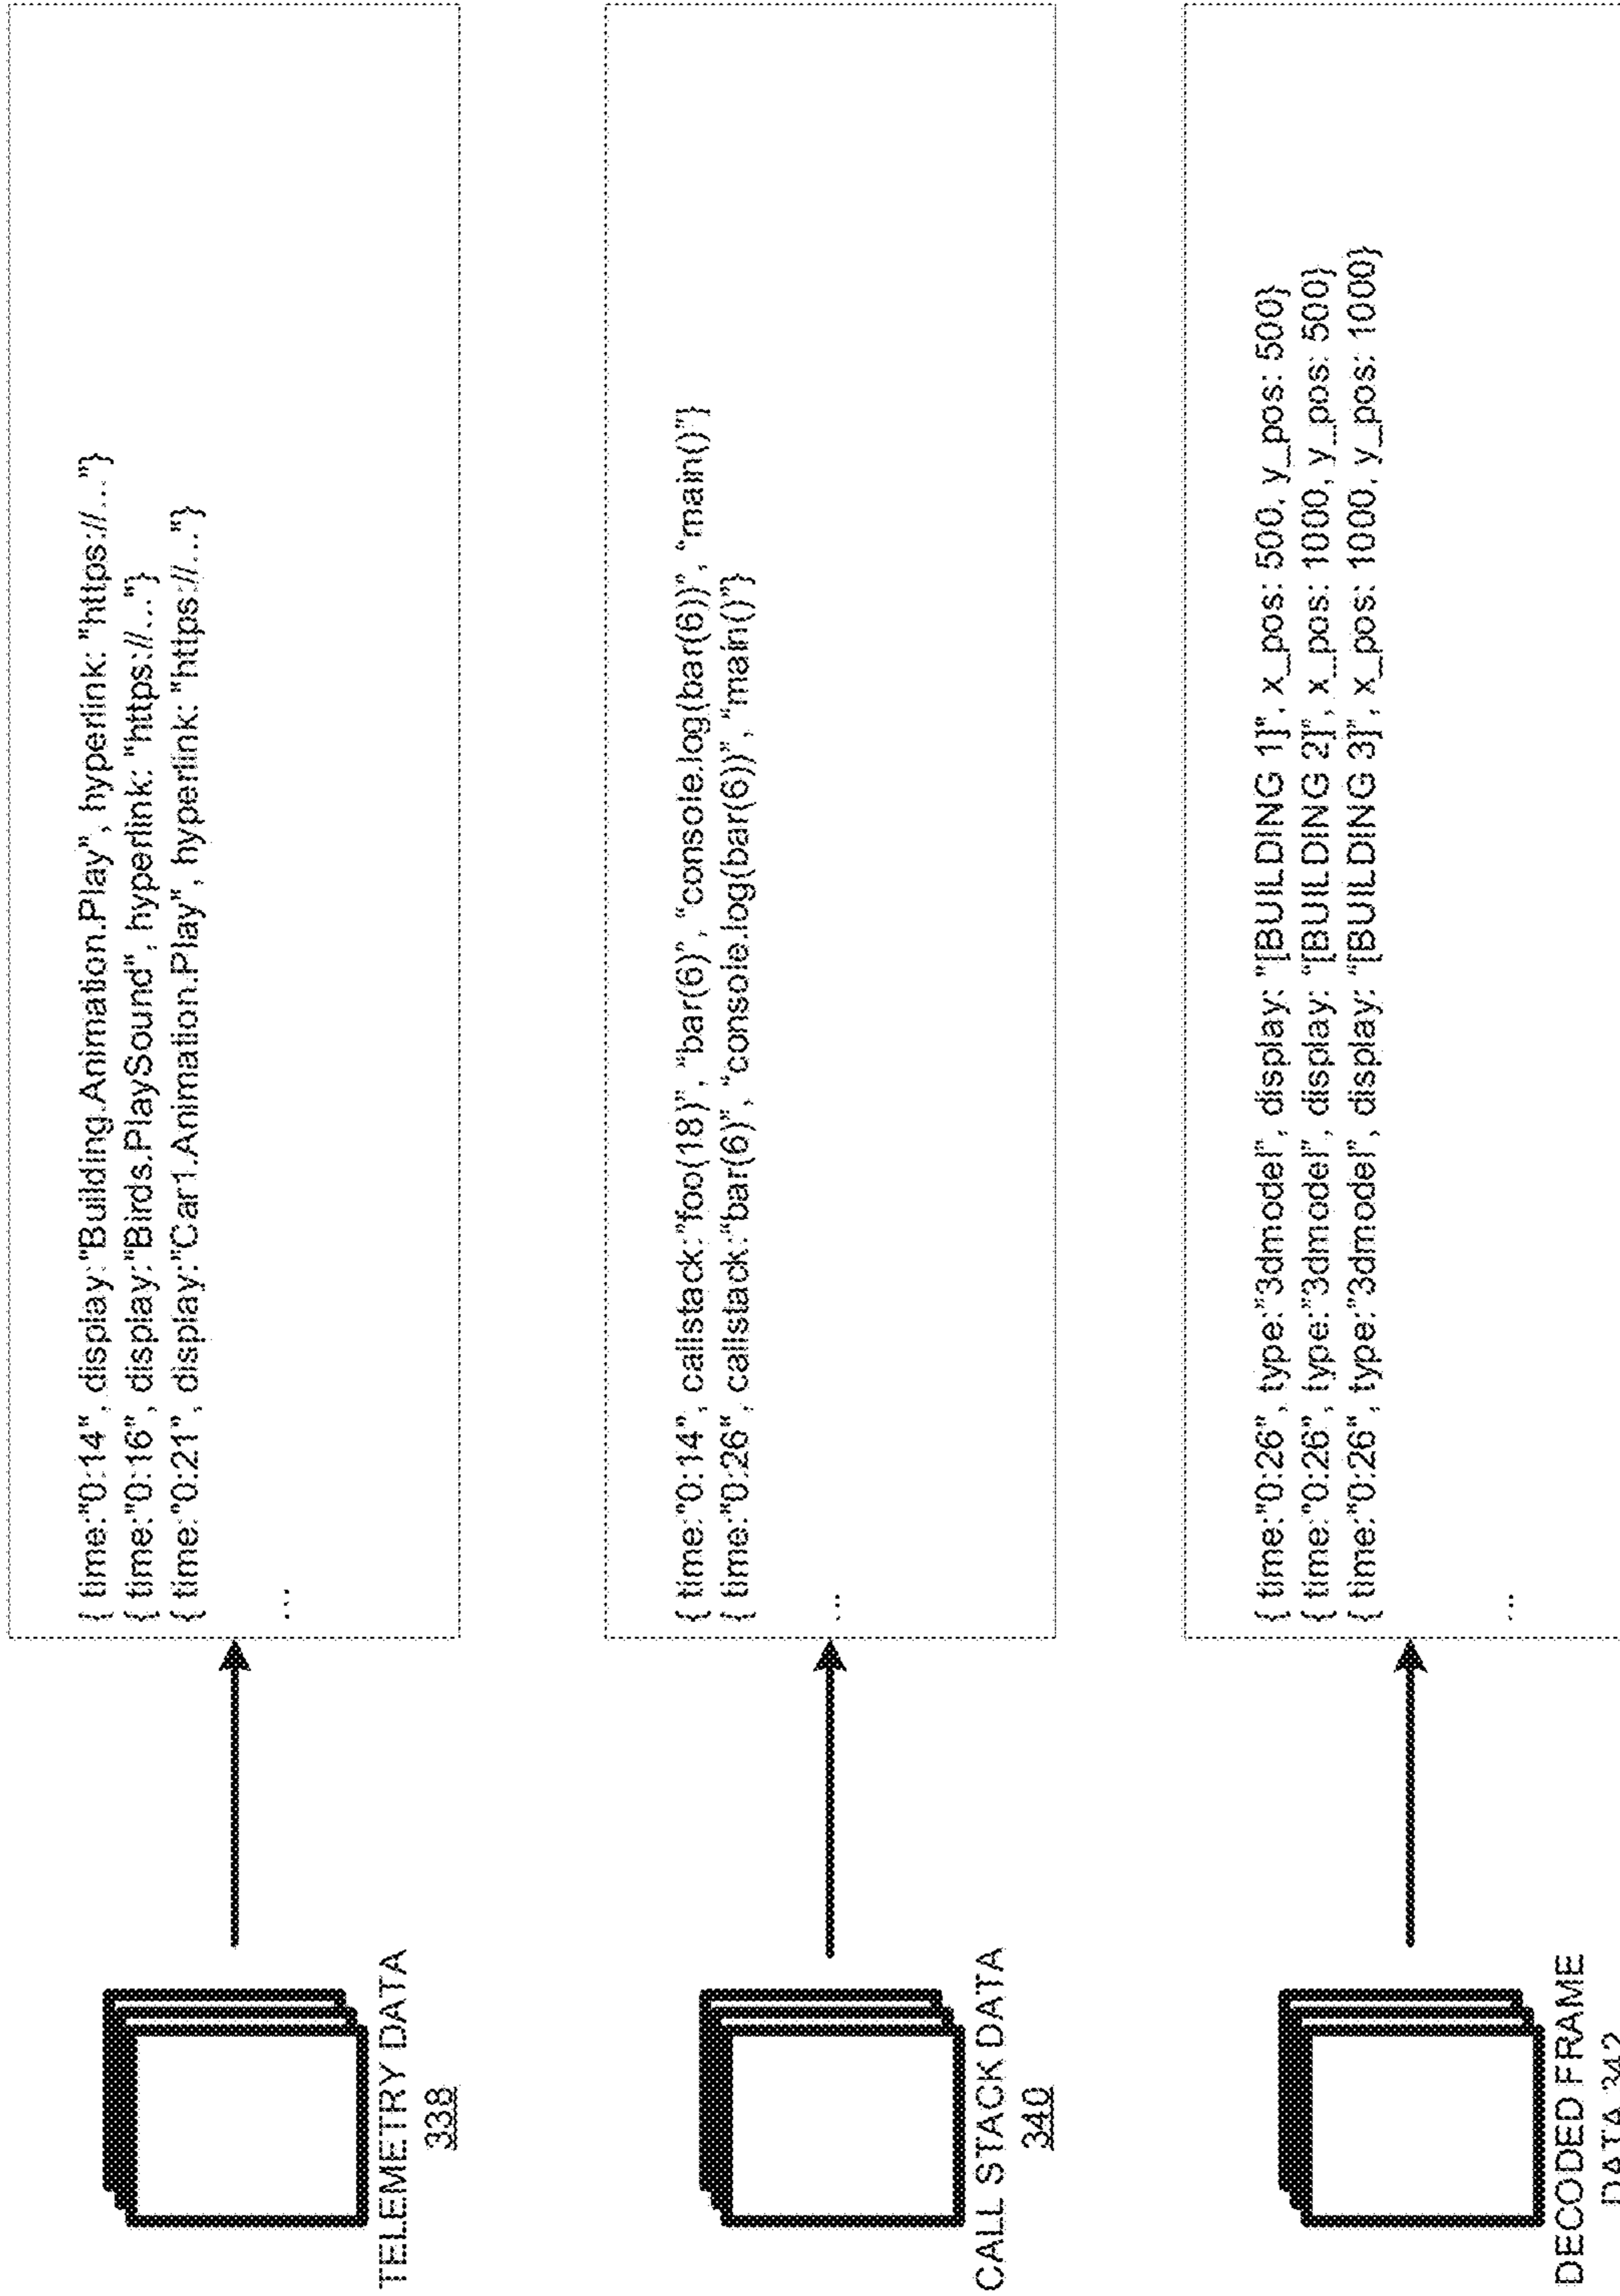 { time:"0:14", display:"Building.Animation.Play", hyperlink: "https://..."}
{ time:"0:16", display:"Birds.PlaySound", hyperlink: "https://..."}
{ time:"0:21", display:"Car1.Animation.Play", hyperlink: "https://..."}
...
TELEMETRY DATA
338
{ time:"0:14", callstack:"foo(18)", "bar(6)", "console.log(bar(6))", "main()"}
{ time:"0:26", callstack:"bar(6)", "console.log(bar(6))", "main()"}
...
CALL STACK DATA
340
{ time:"0:26", type:"3dmodel", display: "[BUILDING 1]", x_pos: 500, y_pos: 500}
{ time:"0:26", type:"3dmodel", display: "[BUILDING 2]", x_pos: 1000, y_pos: 500}
{ time:"0:26", type:"3dmodel", display: "[BUILDING 3]", x_pos: 1000, y_pos: 1000}
...
DECODED FRAME
DATA 342